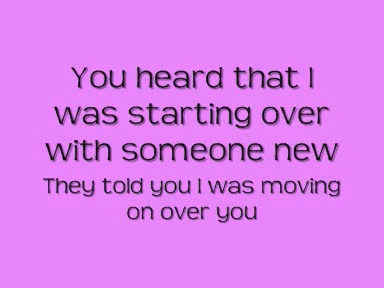 You heard that I
was starting over
with someone new
They told you I was moving
on over you